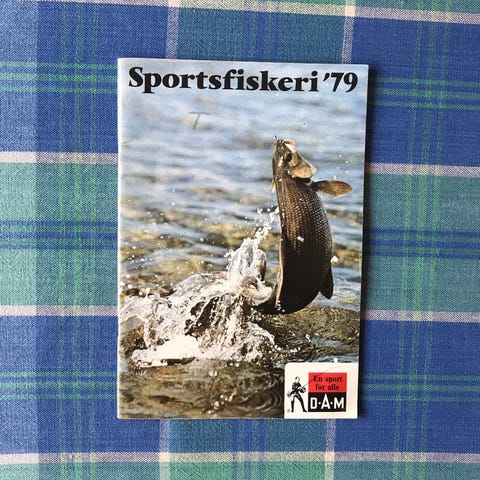 Sportsfiskeri '79
En sport
for alle
D·A·M